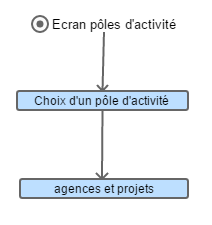 Ecran pôles d'activité
Choix d'un pôle d'activité
agences et projets